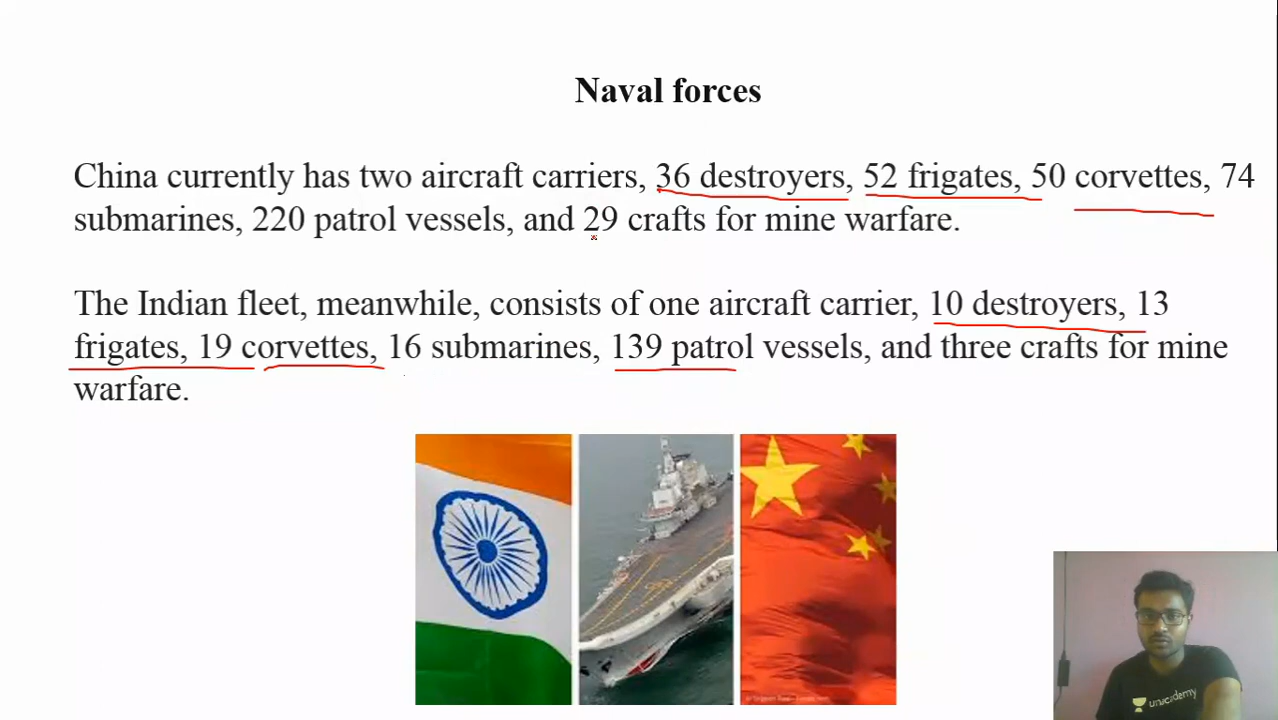 Naval forces
China currently has two aircraft carriers, 36 destroyers, 52 frigates, 50 corvettes, 74
submarines, 220 patrol vessels, and 29 crafts for mine warfare.
The Indian fleet, meanwhile, consists of one aircraft carrier, 10 destroyers, 13
frigates, 19 corvettes, 16 submarines, 139 patrol vessels, and three crafts for mine
warfare.
unacademy